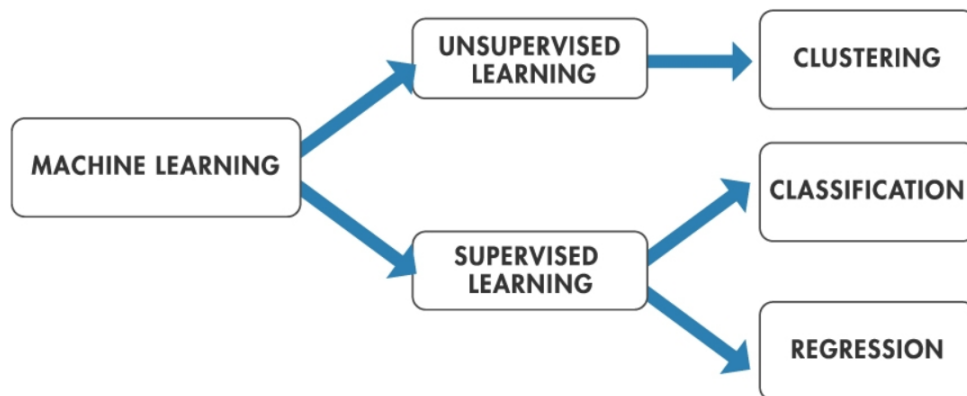 UNSUPERVISED
LEARNING
CLUSTERING
MACHINE LEARNING
CLASSIFICATION
SUPERVISED
LEARNING
REGRESSION